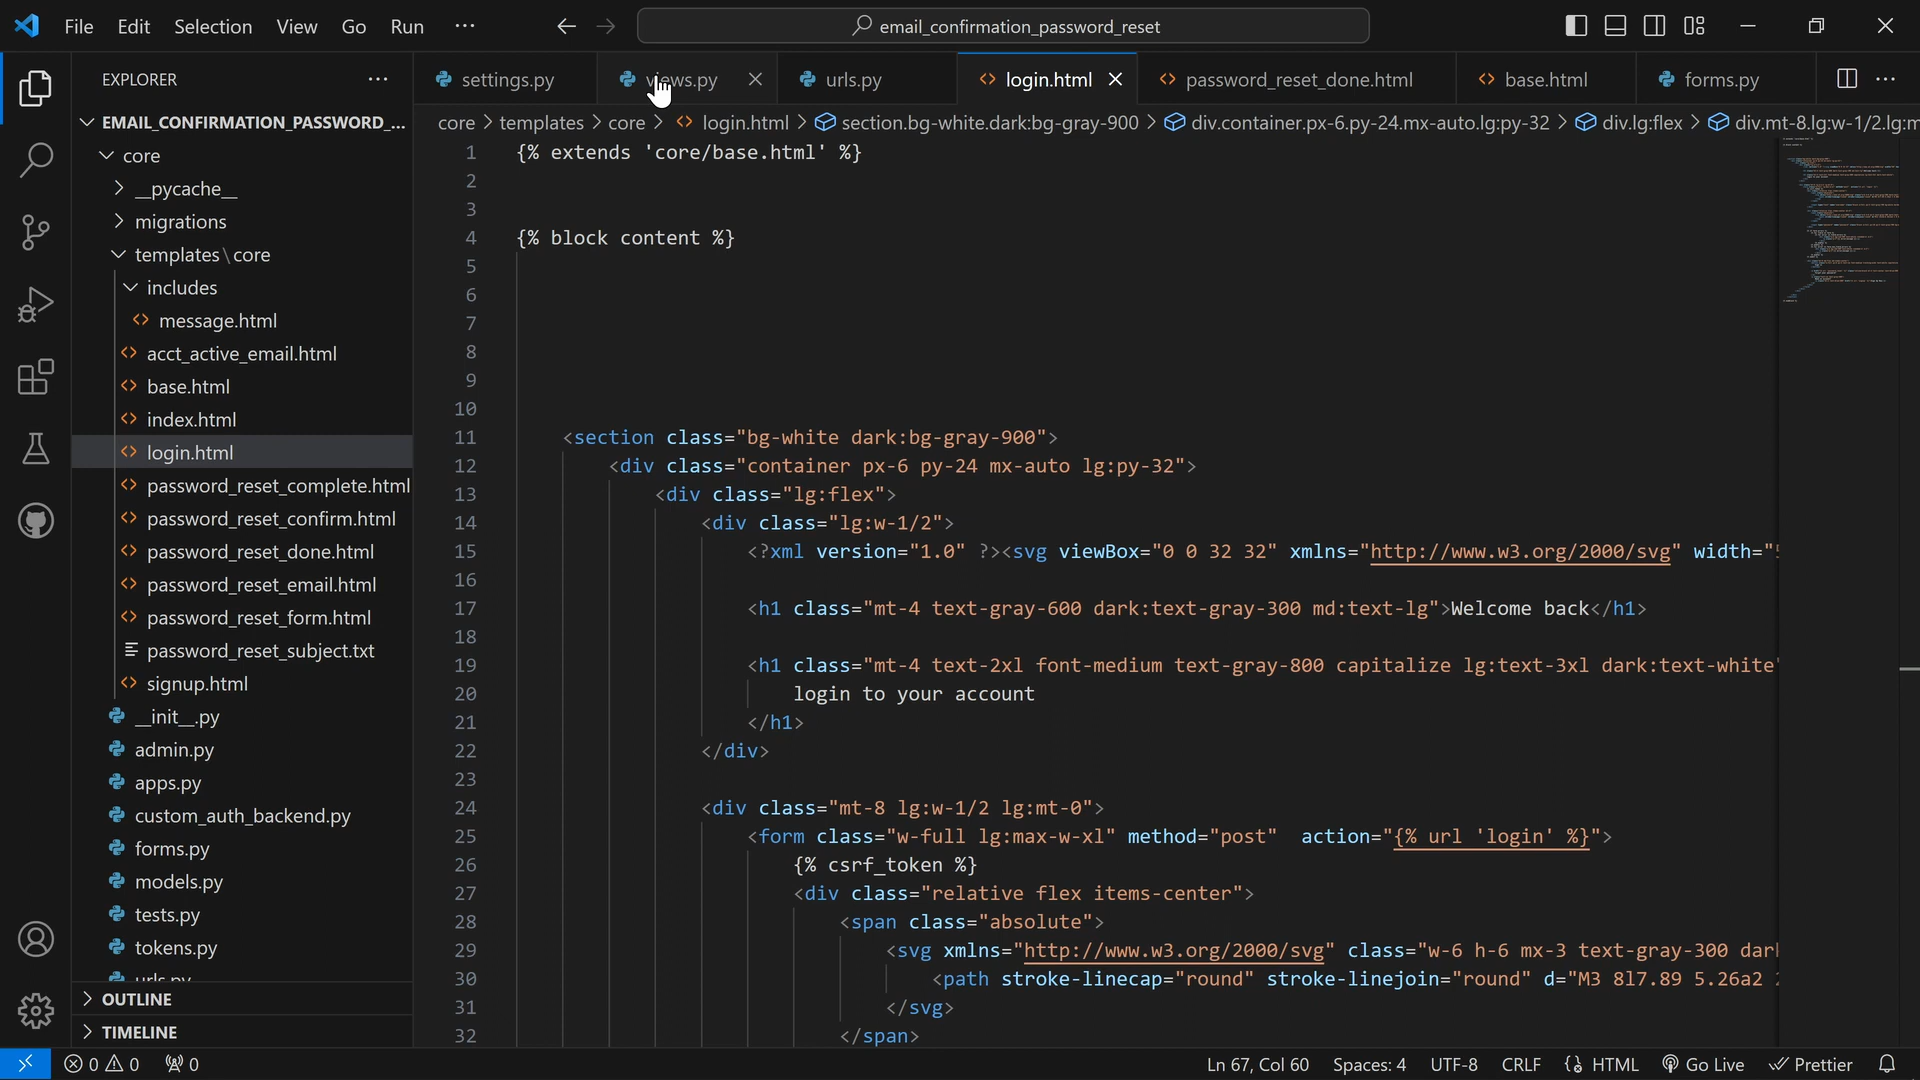 File Edit Selection View Go Run ··· email_confirmation_password_reset
EXPLORER ···
EMAIL_CONFIRMATION_PASSWORD_...
core
__pycache__
migrations
templates\core
includes
message.html
acct_active_email.html
base.html
index.html
login.html
password_reset_complete.html
password_reset_confirm.html
password_reset_done.html
password_reset_email.html
password_reset_form.html
password_reset_subject.txt
signup.html
__init__.py
admin.py
apps.py
custom_auth_backend.py
forms.py
models.py
tests.py
tokens.py
urls.py
OUTLINE
TIMELINE
settings.py views.py urls.py login.html password_reset_done.html base.html forms.py
core > templates > core > login.html > section.bg-white.dark:bg-gray-900 > div.container.px-6.py-24.mx-auto.lg:py-32 > div.lg:flex > div.mt-8.lg:w-1/2.lg:m
1 {% extends 'core/base.html' %}
2
3
4 {% block content %}
5
6
7
8
9
10
11 <section class="bg-white dark:bg-gray-900">
12 <div class="container px-6 py-24 mx-auto lg:py-32">
13 <div class="lg:flex">
14 <div class="lg:w-1/2">
15 <?xml version="1.0" ?><svg viewBox="0 0 32 32" xmlns="http://www.w3.org/2000/svg" width="
16
17 <h1 class="mt-4 text-gray-600 dark:text-gray-300 md:text-lg">Welcome back</h1>
18
19 <h1 class="mt-4 text-2xl font-medium text-gray-800 capitalize lg:text-3xl dark:text-white"
20 login to your account
21 </h1>
22 </div>
23
24 <div class="mt-8 lg:w-1/2 lg:mt-0">
25 <form class="w-full lg:max-w-xl" method="post" action="{% url 'login' %}">
26 {% csrf_token %}
27 <div class="relative flex items-center">
28 <span class="absolute">
29 <svg xmlns="http://www.w3.org/2000/svg" class="w-6 h-6 mx-3 text-gray-300 dark
30 <path stroke-linecap="round" stroke-linejoin="round" d="M3 8l7.89 5.26a2
31 </svg>
32 </span>
0 0 0 Ln 67, Col 60 Spaces: 4 UTF-8 CRLF HTML Go Live Prettier